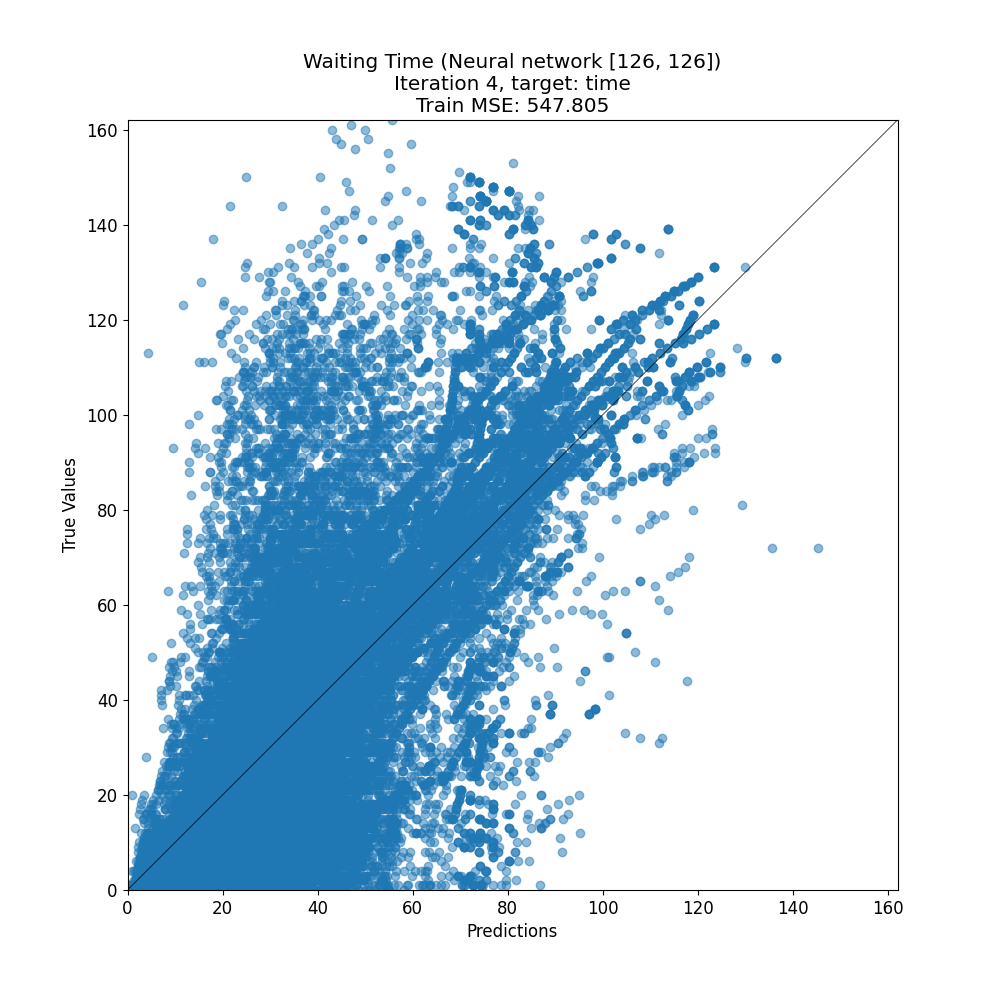 Waiting Time (Neural network [126, 126])
Iteration 4, target: time
Train MSE: 547.805
160
140
120
100
80
60
40
20
0
True Values
0 20 40 60 80 100 120 140 160
Predictions